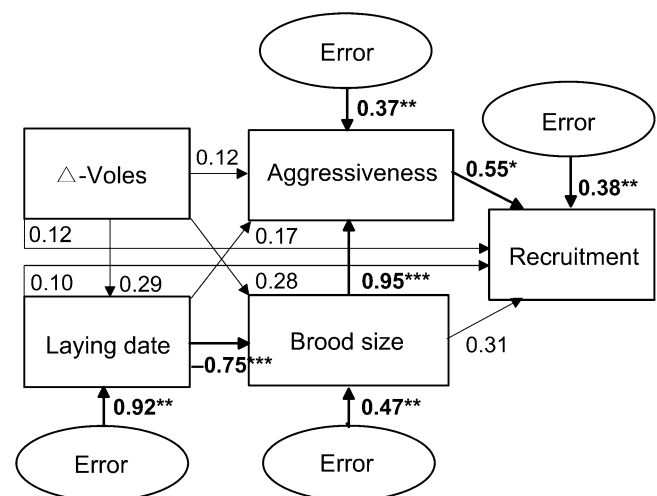 Error
0.37**
Error
△-Voles
0.12
Aggressiveness
0.55*
0.38**
0.12
0.17
Recruitment
0.10
0.29
0.28
0.95***
Laying date
–0.75***
Brood size
0.31
0.92**
0.47**
Error
Error